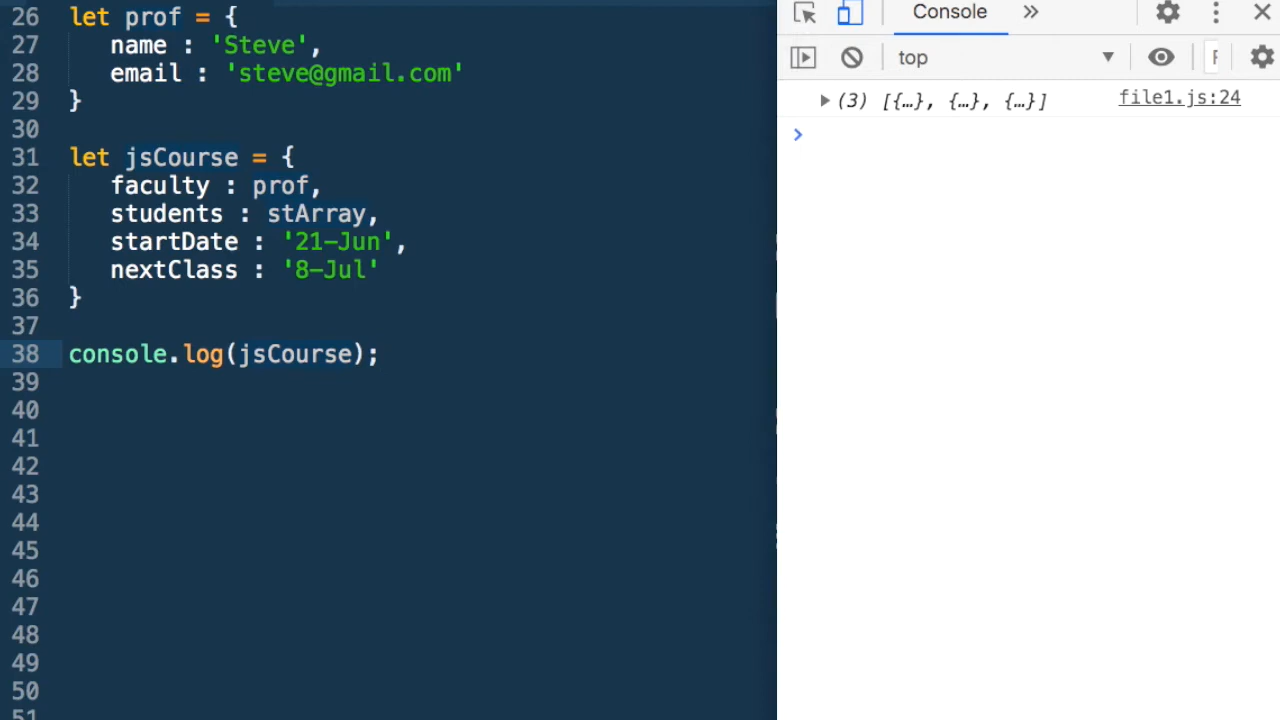 26 let prof = {
27 name : 'Steve',
28 email : 'steve@gmail.com'
29 }
30
31 let jsCourse = {
32 faculty : prof,
33 students : stArray,
34 startDate : '21-Jun',
35 nextClass : '8-Jul'
36 }
37
38 console.log(jsCourse);
39
40
41
42
43
44
45
46
47
48
49
50
51
Console »
top
(3) [{…}, {…}, {…}] file1.js:24
>